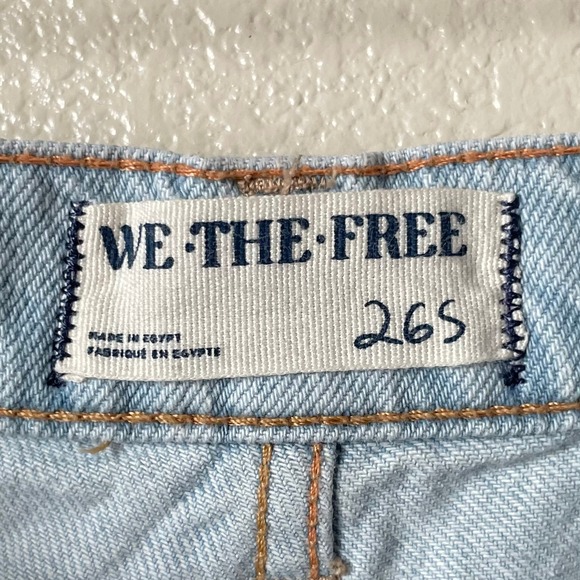 WE·THE·FREE
26S
MADE IN EGYPT
FABRIQUE EN EGYPTE